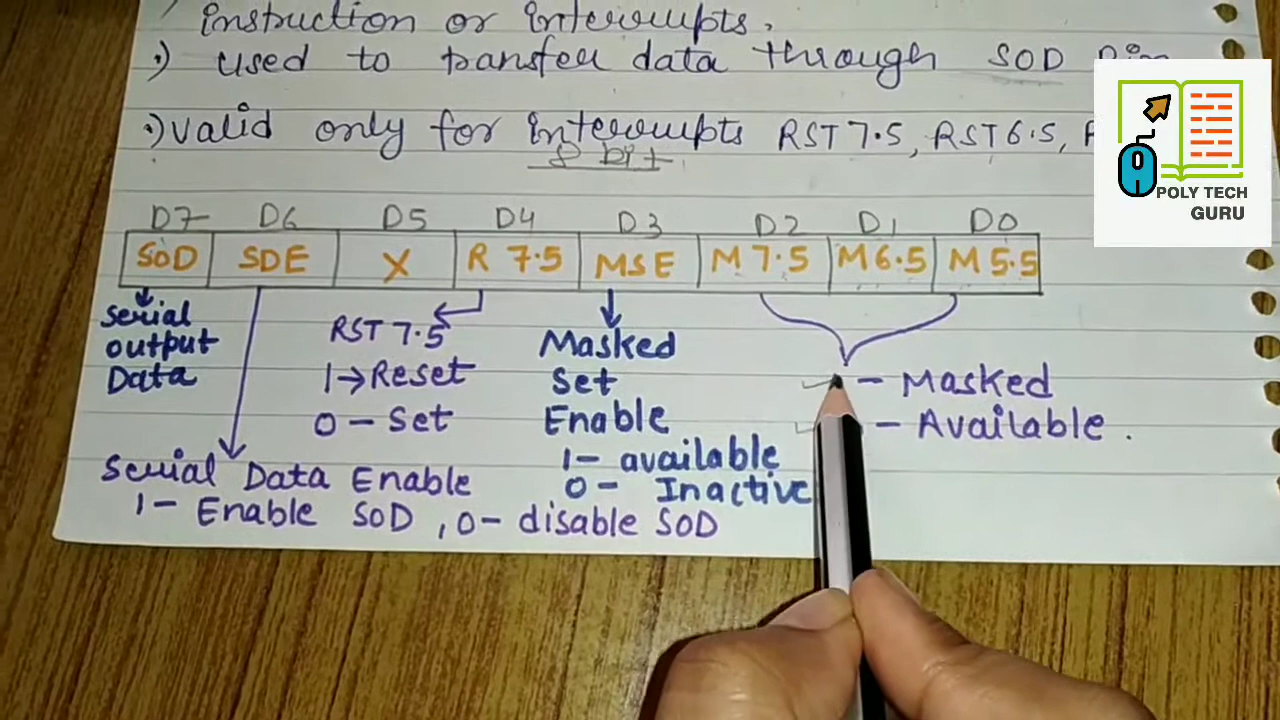 instruction or interrupts.
•) used to transfer data through SOD Pin
•) valid only for interrupts RST 7.5, RST 6.5,
8 bit
D7 D6 D5 D4 D3 D2 D1 D0
SOD SDE X R 7.5 MSE M 7.5 M 6.5 M 5.5
Serial output Data
RST 7.5
1→Reset
0 – Set
Masked
Set
Enable
1– available
0– Inactive
– Masked
– Available.
Serial Data Enable
1– Enable SOD, 0– disable SOD
POLY TECH
GURU